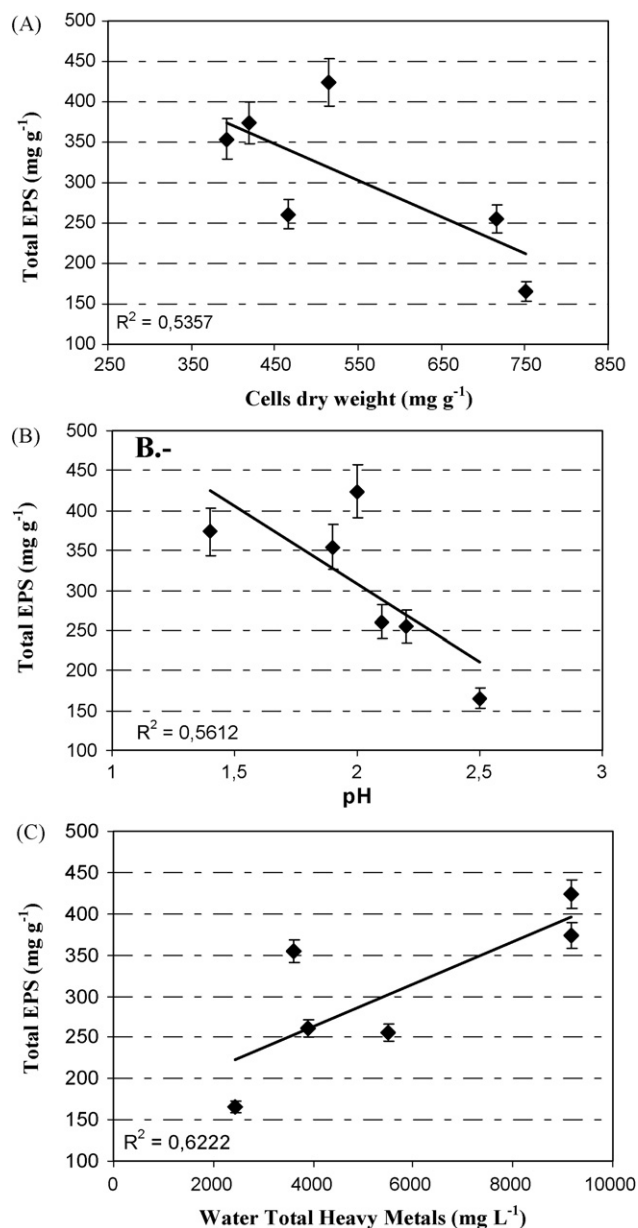 (A)
500
450
400
350
300
250
200
150
100
Total EPS (mg g⁻¹)
R² = 0,5357
250 350 450 550 650 750 850
Cells dry weight (mg g⁻¹)
(B)
B.-
500
450
400
350
300
250
200
150
100
Total EPS (mg g⁻¹)
R² = 0,5612
1 1,5 2 2,5 3
pH
(C)
500
450
400
350
300
250
200
150
100
Total EPS (mg g⁻¹)
R² = 0,6222
0 2000 4000 6000 8000 10000
Water Total Heavy Metals (mg L⁻¹)